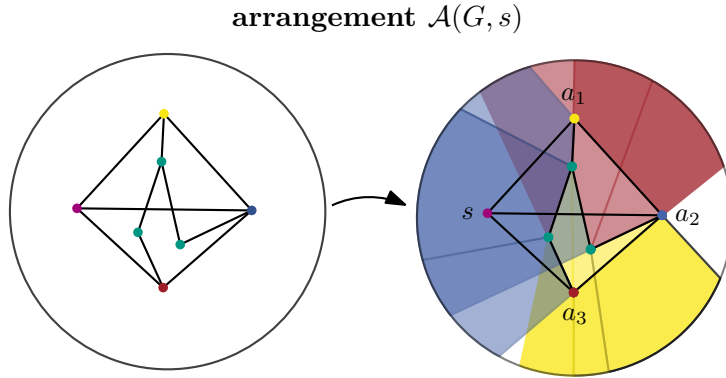 arrangement 𝒜(G, s)
a₁
s
a₂
a₃